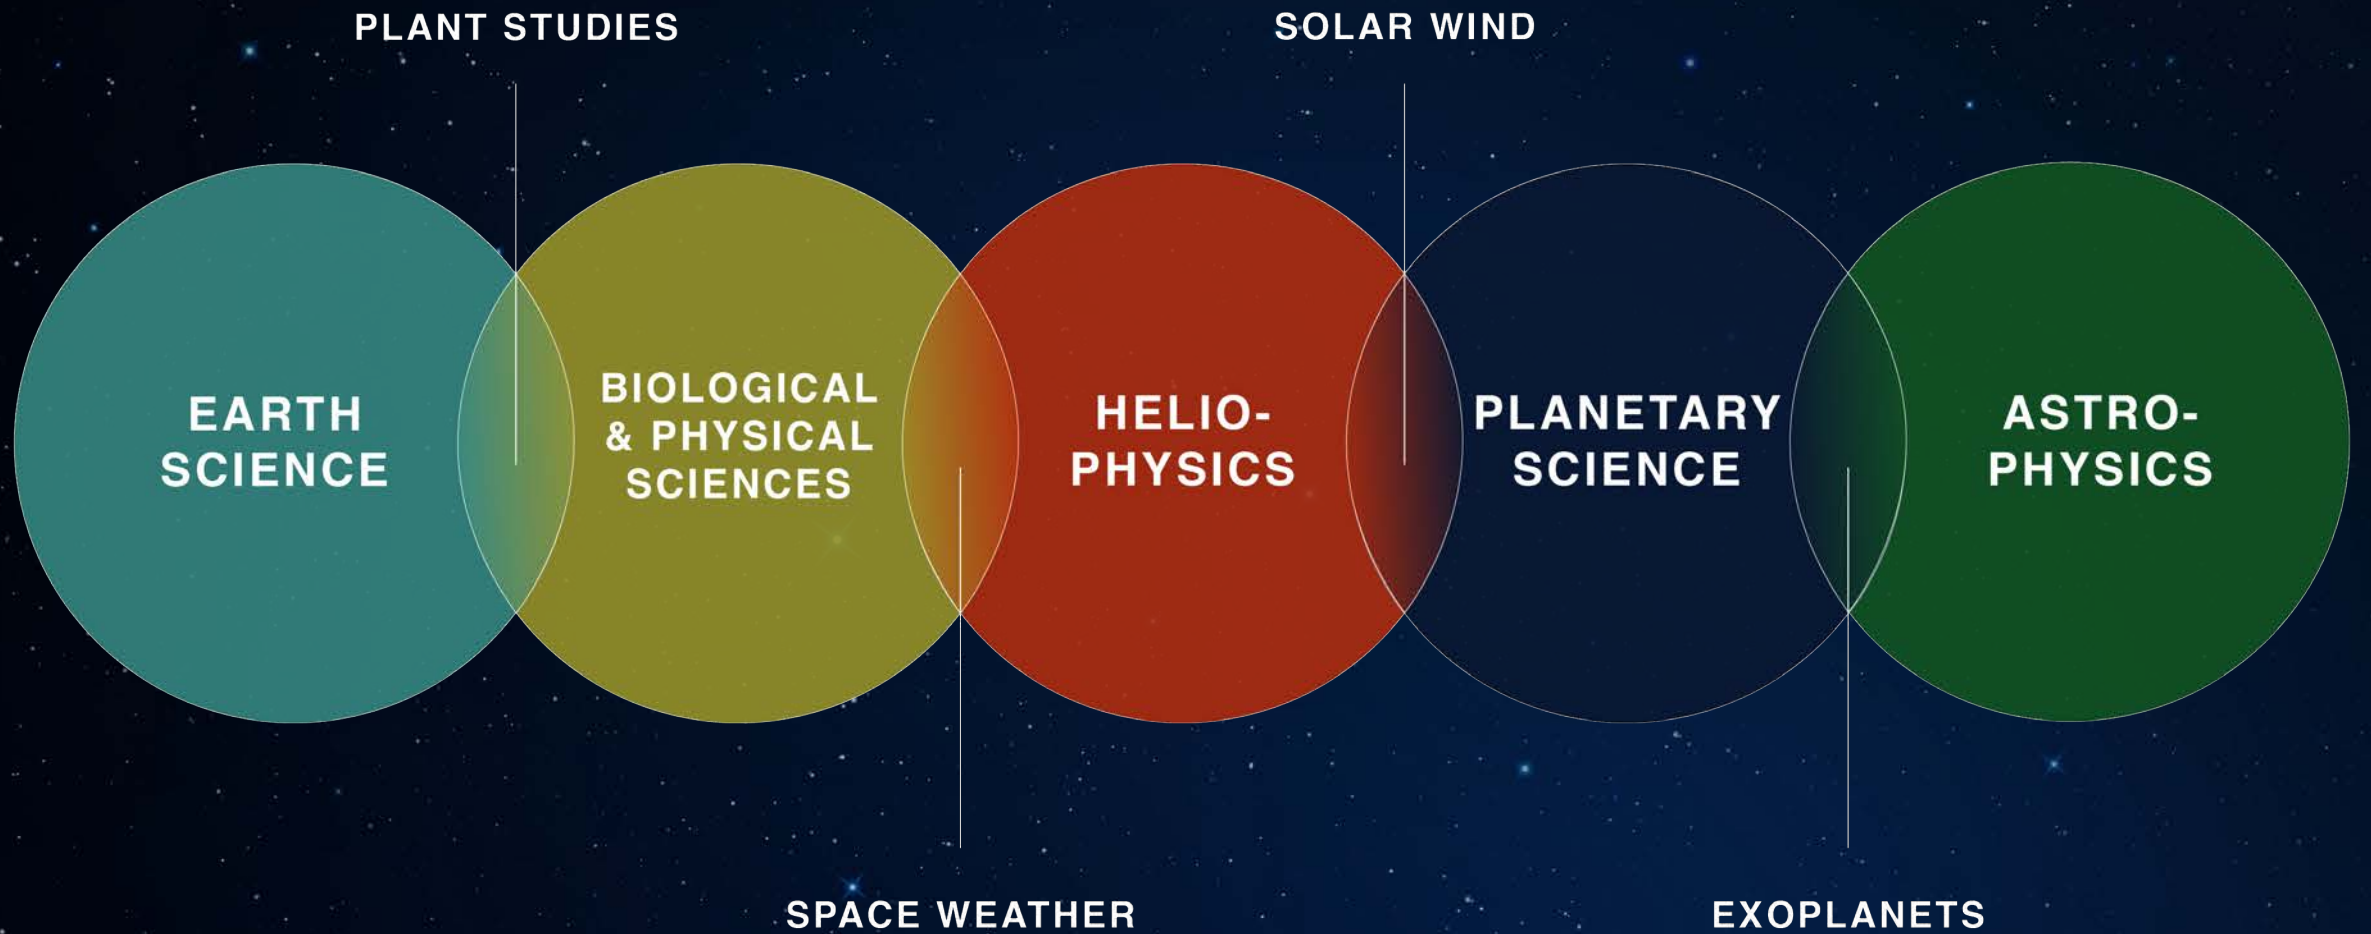 PLANT STUDIES
SOLAR WIND
EARTH
SCIENCE
BIOLOGICAL
& PHYSICAL
SCIENCES
HELIO-
PHYSICS
PLANETARY
SCIENCE
ASTRO-
PHYSICS
SPACE WEATHER
EXOPLANETS